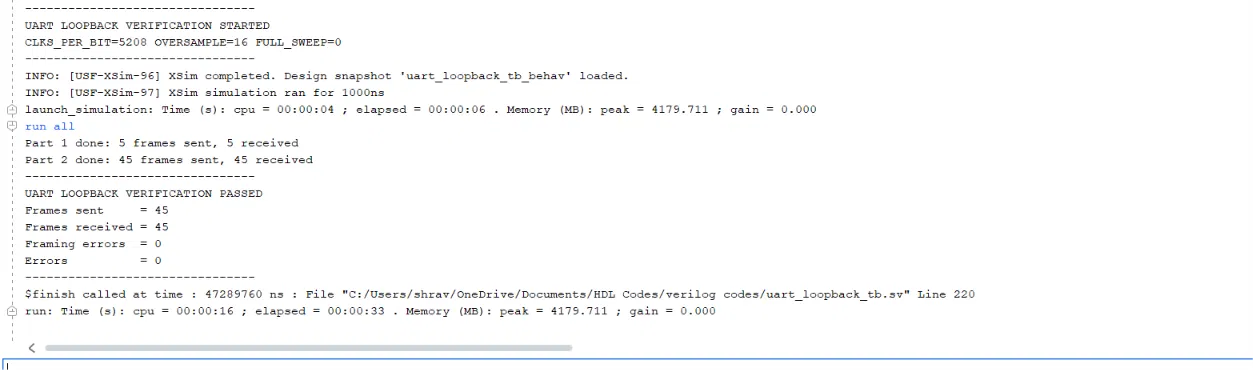 -------------------------------
UART LOOPBACK VERIFICATION STARTED
CLKS_PER_BIT=5208 OVERSAMPLE=16 FULL_SWEEP=0
-------------------------------
INFO: [USF-XSim-96] XSim completed. Design snapshot 'uart_loopback_tb_behav' loaded.
INFO: [USF-XSim-97] XSim simulation ran for 1000ns
launch_simulation: Time (s): cpu = 00:00:04 ; elapsed = 00:00:06 . Memory (MB): peak = 4179.711 ; gain = 0.000
run all
Part 1 done: 5 frames sent, 5 received
Part 2 done: 45 frames sent, 45 received
-------------------------------
UART LOOPBACK VERIFICATION PASSED
Frames sent     = 45
Frames received = 45
Framing errors  = 0
Errors          = 0
-------------------------------
$finish called at time : 47289760 ns : File "C:/Users/shrav/OneDrive/Documents/HDL Codes/verilog codes/uart_loopback_tb.sv" Line 220
run: Time (s): cpu = 00:00:16 ; elapsed = 00:00:33 . Memory (MB): peak = 4179.711 ; gain = 0.000